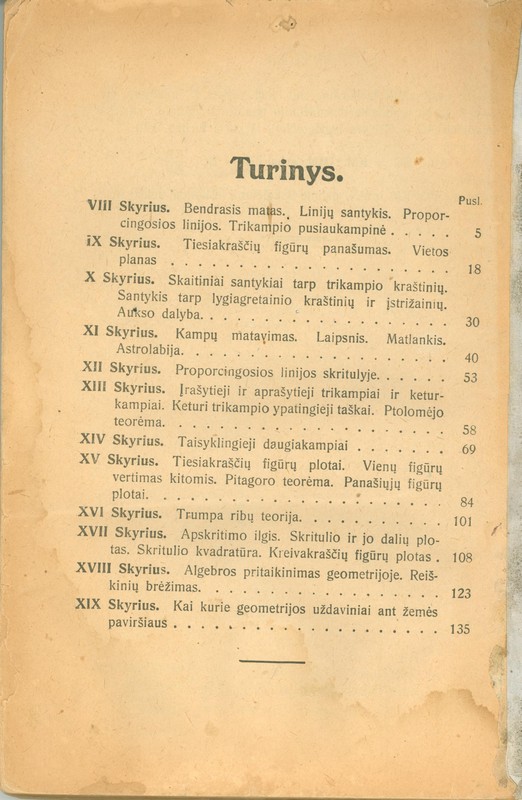 Turinys.
Pusl.
VIII Skyrius. Bendrasis matas. Linijų santykis. Propor-
cingosios linijos. Trikampio pusiaukampinė . . . . . 5
IX Skyrius. Tiesiakraščių figūrų panašumas. Vietos
planas . . . . . . . . . . . . . . . . . . . . 18
X Skyrius. Skaitiniai santykiai tarp trikampio kraštinių.
Santykis tarp lygiagretainio kraštinių ir įstrižainių.
Aukso dalyba. . . . . . . . . . . . . . . . . . 30
XI Skyrius. Kampų matavimas. Laipsnis. Matlankis.
Astrolabija. . . . . . . . . . . . . . . . . . . 40
XII Skyrius. Proporcingosios linijos skritulyje. . . . . . 53
XIII Skyrius. Įrašytieji ir aprašytieji trikampiai ir ketur-
kampiai. Keturi trikampio ypatingieji taškai. Ptolomėjo
teorėma. . . . . . . . . . . . . . . . . . . . 58
XIV Skyrius. Taisyklingieji daugiakampiai . . . . . . . 69
XV Skyrius. Tiesiakraščių figūrų plotai. Vienų figūrų
vertimas kitomis. Pitagoro teorėma. Panašiųjų figūrų
plotai. . . . . . . . . . . . . . . . . . . . . 84
XVI Skyrius. Trumpa ribų teorija. . . . . . . . . . . 101
XVII Skyrius. Apskritimo ilgis. Skritulio ir jo dalių plo-
tas. Skritulio kvadratūra. Kreivakraščių figūrų plotas . 108
XVIII Skyrius. Algebros pritaikinimas geometrijoje. Reiš-
kinių brėžimas. . . . . . . . . . . . . . . . . . 123
XIX Skyrius. Kai kurie geometrijos uždaviniai ant žemės
paviršiaus . . . . . . . . . . . . . . . . . . . 135